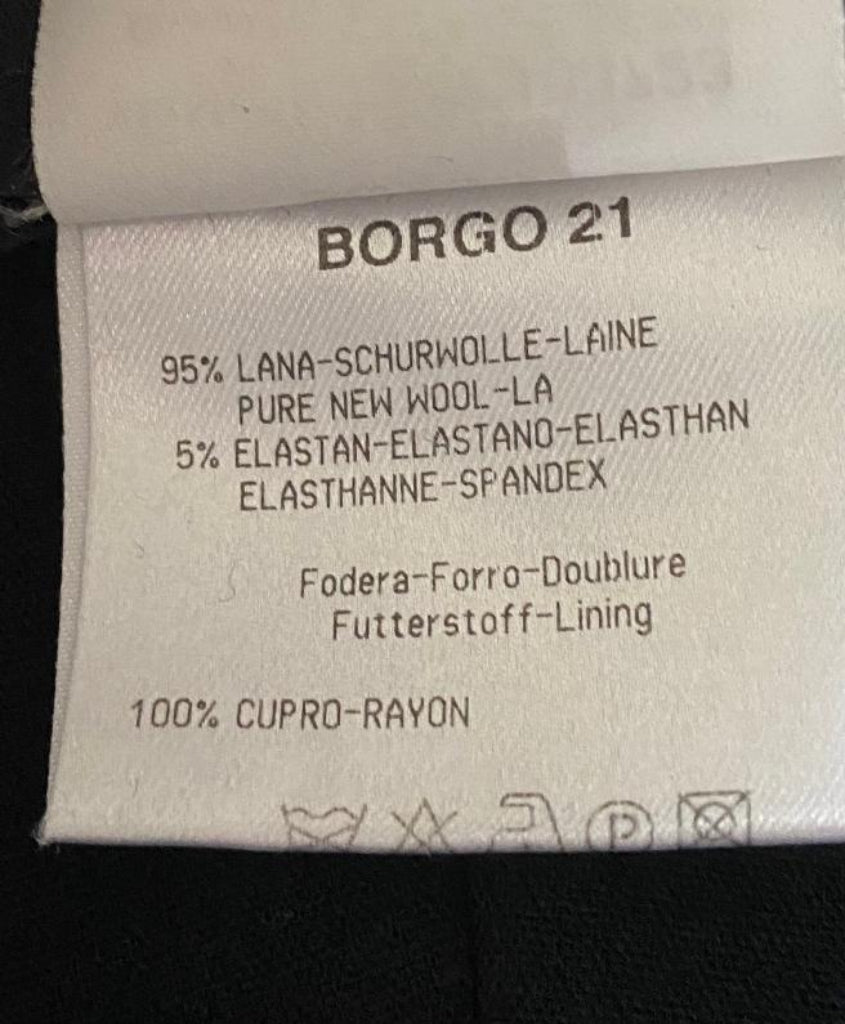 BORGO 21
95% LANA-SCHURWOLLE-LAINE
PURE NEW WOOL-LA
5% ELASTAN-ELASTANO-ELASTHAN
ELASTHANNE-SPANDEX
Fodera-Forro-Doublure
Futterstoff-Lining
100% CUPRO-RAYON
P